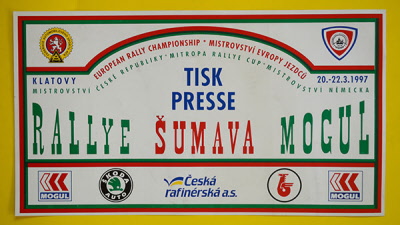 EUROPEAN RALLY CHAMPIONSHIP * MISTROVSTVÍ EVROPY JEZDCŮ
MISTROVSTVÍ ČESKÉ REPUBLIKY · MITROPA RALLYE CUP · MISTROVSTVÍ NĚMECKA
KLATOVY
20.-22.3.1997
TISK
PRESSE
RALLYE ŠUMAVA MOGUL
MOGUL
ŠKODA
AUTO
Česká
rafinérská a.s.
MOGUL